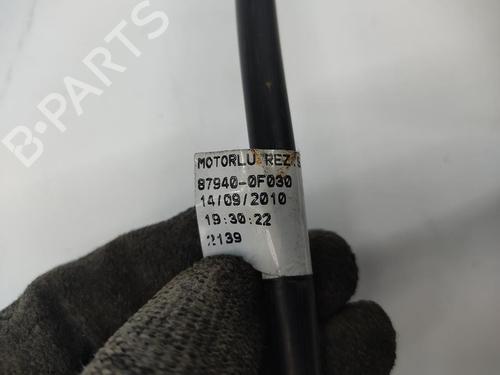 B-PARTS
MOTORLU REZ
87940-0F030
14/09/2010
19:30:22
2139